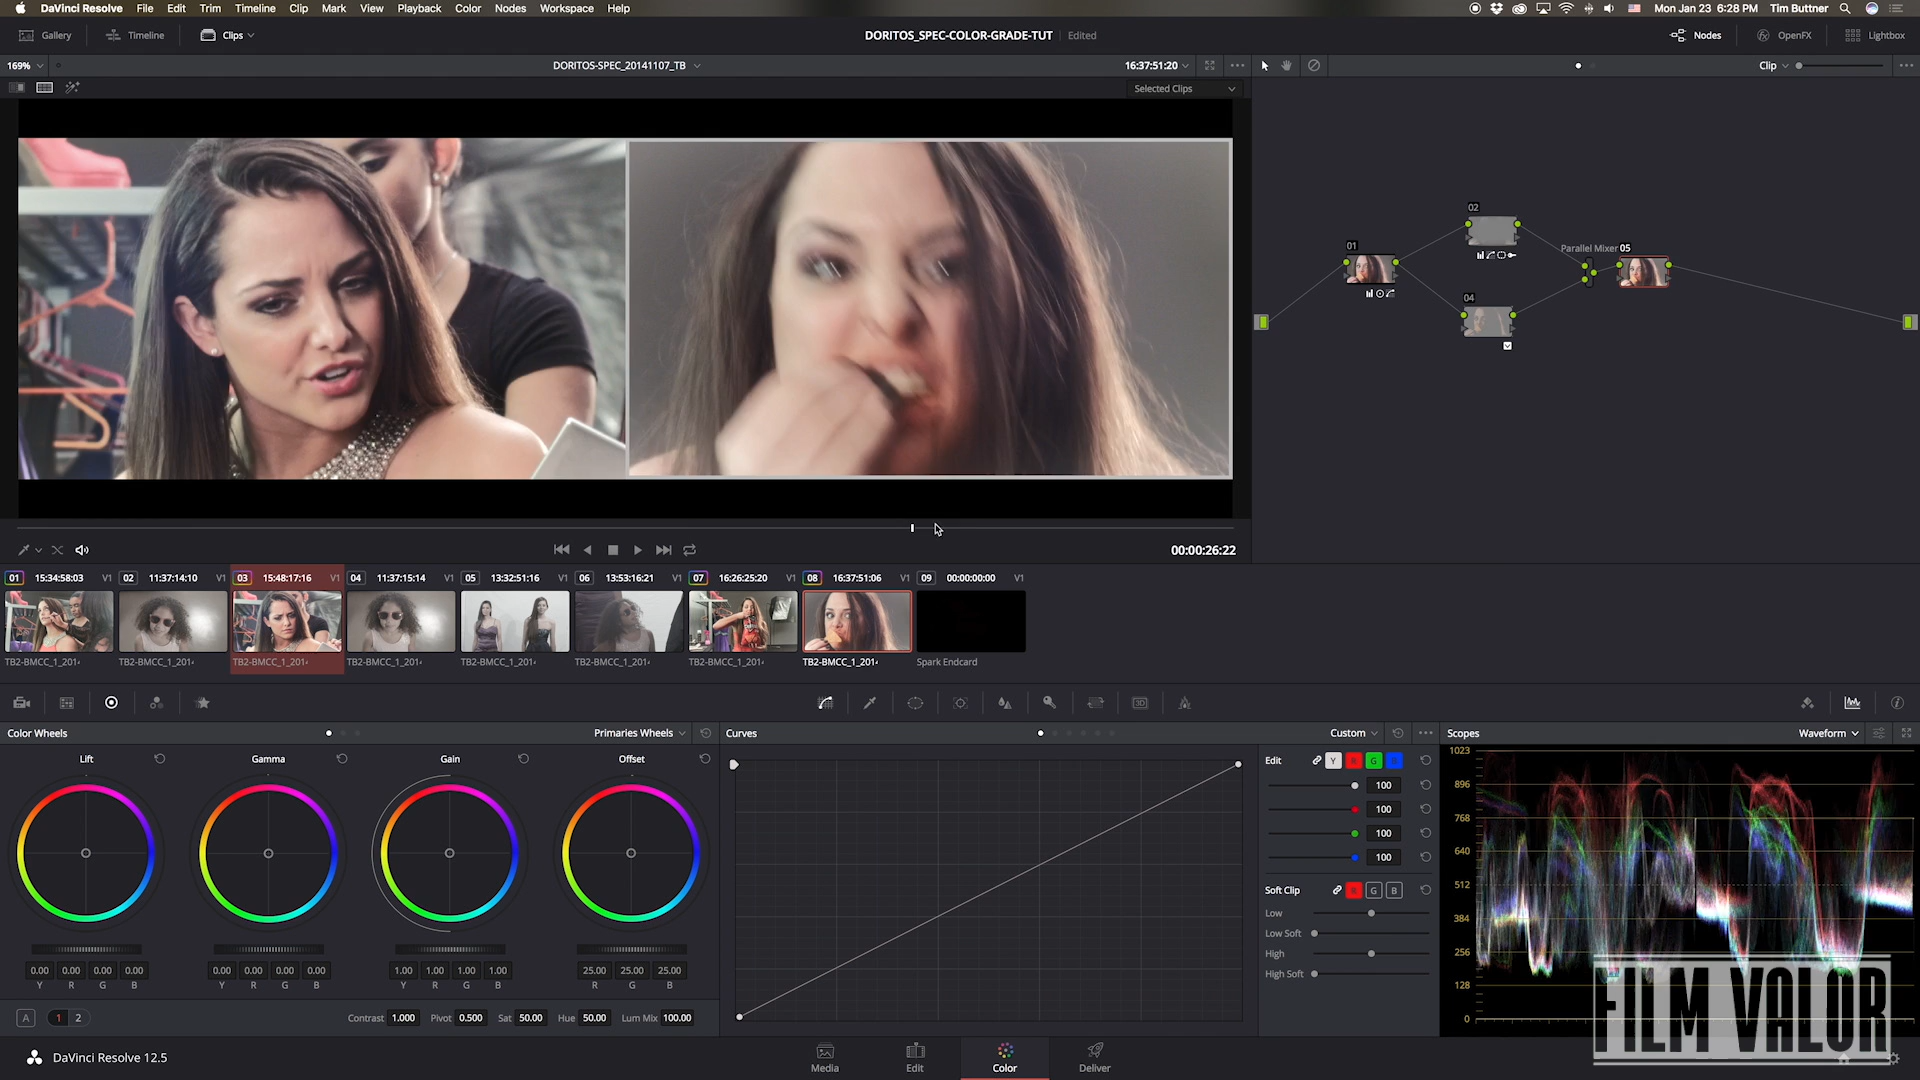 DaVinci Resolve File Edit Trim Timeline Clip Mark View Playback Color Nodes Workspace Help Mon Jan 23 6:28 PM Tim Buttner
Gallery Timeline Clips DORITOS_SPEC-COLOR-GRADE-TUT Edited Nodes OpenFX Lightbox
169% DORITOS-SPEC_20141107_TB 16:37:51:20 Clip
Selected Clips
02
01 Parallel Mixer 05
04
00:00:26:22
01 15:34:58:03 V1 02 11:37:14:10 V1 03 15:48:17:16 V1 04 11:37:15:14 V1 05 13:32:51:16 V1 06 13:53:16:21 V1 07 16:26:25:20 V1 08 16:37:51:06 V1 09 00:00:00:00 V1
TB2-BMCC_1_201 TB2-BMCC_1_201 TB2-BMCC_1_201 TB2-BMCC_1_201 TB2-BMCC_1_201 TB2-BMCC_1_201 TB2-BMCC_1_201 TB2-BMCC_1_201 Spark Endcard
3D
Color Wheels Primaries Wheels Curves Custom Scopes Waveform
Lift Gamma Gain Offset
Edit Y R G
100
100
100
100
Soft Clip G B
Low
Low Soft
High
High Soft
1023
896
768
640
512
384
256
128
0
0.00 0.00 0.00 0.00 0.00 0.00 0.00 0.00 1.00 1.00 1.00 1.00 25.00 25.00 25.00
Y R G B Y R G B Y R G B R G B
A 1 2 Contrast 1.000 Pivot 0.500 Sat 50.00 Hue 50.00 Lum Mix 100.00
FILM VALOR
DaVinci Resolve 12.5 Media Edit Color Deliver